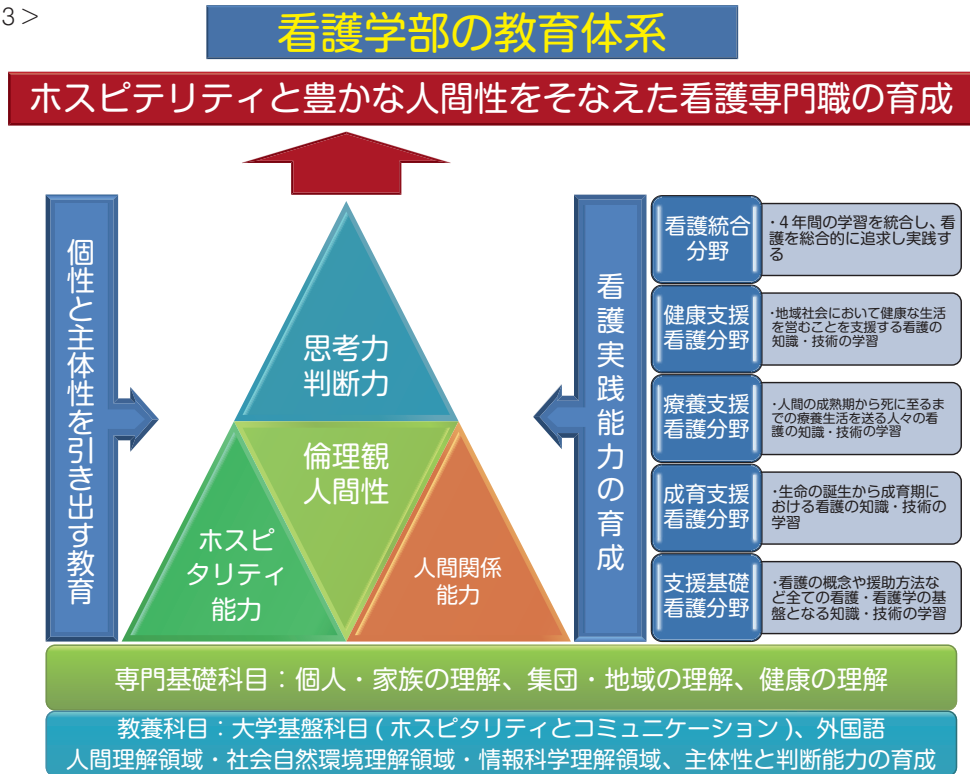 3＞
看護学部の教育体系
ホスピテリティと豊かな人間性をそなえた看護専門職の育成
個性と主体性を引き出す教育
思考力
判断力
倫理観
人間性
ホスピ
タリティ
能力
人間関係
能力
看護実践能力の育成
看護統合
分野
・4年間の学習を統合し、看
護を総合的に追求し実践す
る
健康支援
看護分野
・地域社会において健康な生活
を営むことを支援する看護の
知識・技術の学習
療養支援
看護分野
・人間の成熟期から死に至るま
での療養生活を送る人々の看
護の知識・技術の学習
成育支援
看護分野
・生命の誕生から成育期に
おける看護の知識・技術の
学習
支援基礎
看護分野
・看護の概念や援助方法な
ど全ての看護・看護学の基
盤となる知識・技術の学習
専門基礎科目：個人・家族の理解、集団・地域の理解、健康の理解
教養科目：大学基盤科目(ホスピタリティとコミュニケーション)、外国語
人間理解領域・社会自然環境理解領域・情報科学理解領域、主体性と判断能力の育成